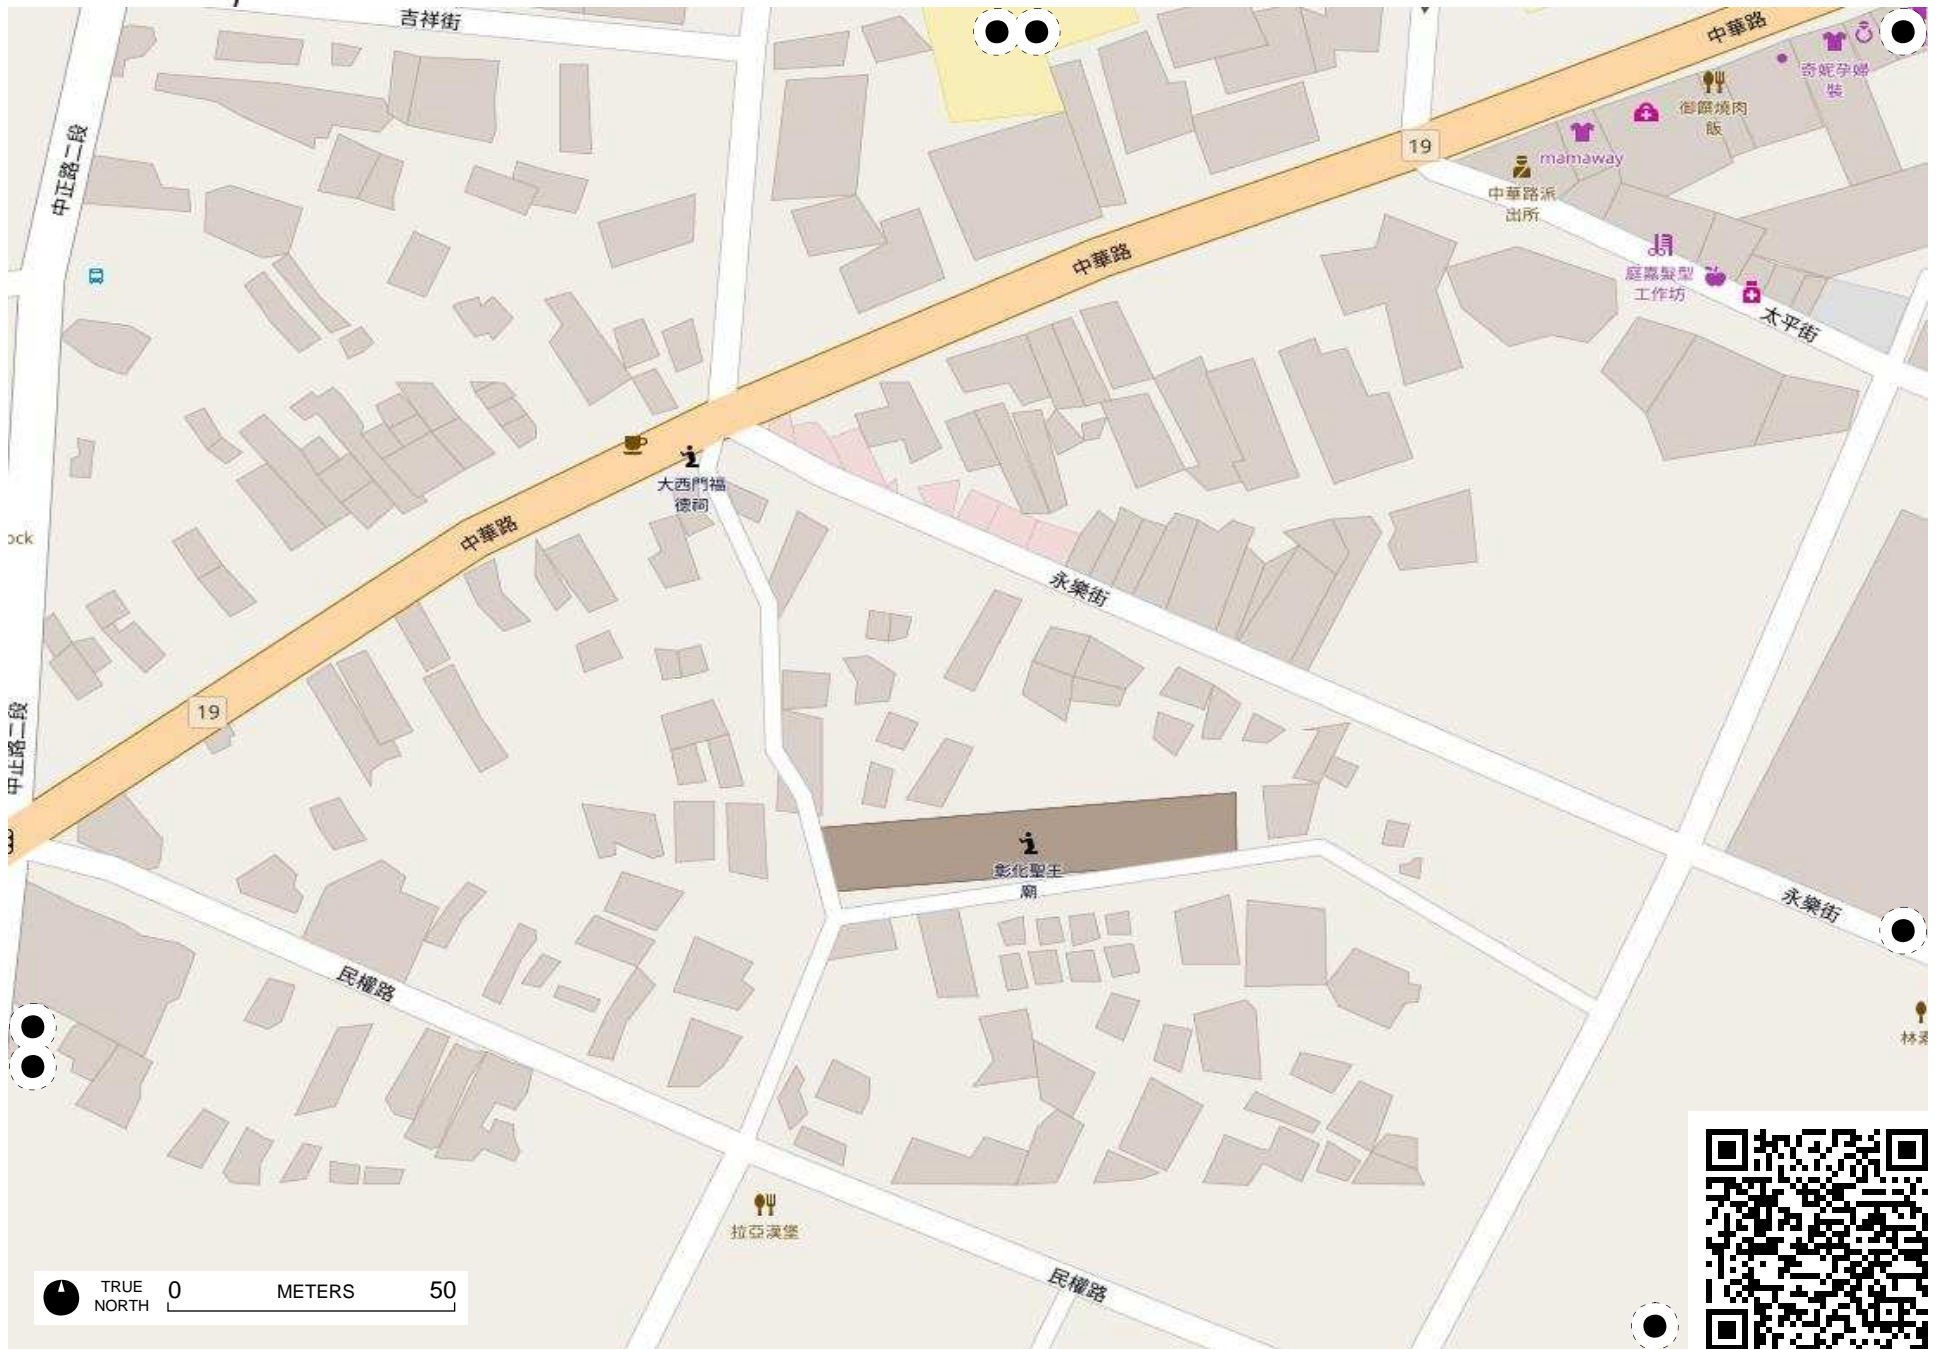 吉祥街
中華路
奇妮孕婦
裝
御饌燒肉
飯
中正路二段
19
mamaway
中華路派
出所
中華路
庭嘉髮型
工作坊
太平街
大西門福
德祠
中華路
ock
永樂街
19
中正路二段
彰化聖王
廟
永樂街
民權路
林素
拉亞漢堡
民權路
TRUE
NORTH
0 METERS 50